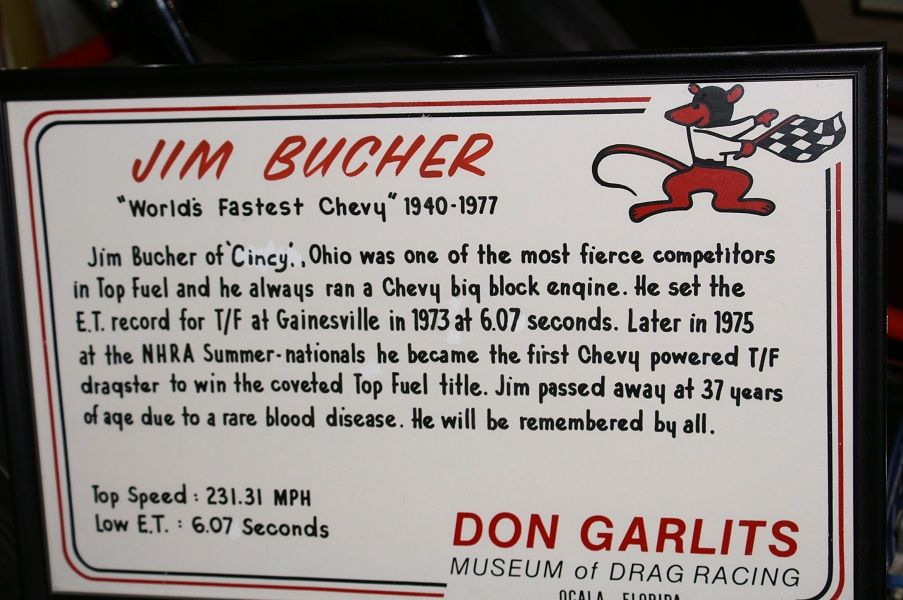 JIM BUCHER
"World's Fastest Chevy" 1940-1977
Jim Bucher of 'Cincy'., Ohio was one of the most fierce competitors
in Top Fuel and he always ran a Chevy big block engine. He set the
E.T. record for T/F at Gainesville in 1973 at 6.07 seconds. Later in 1975
at the NHRA Summer-nationals he became the first Chevy powered T/F
dragster to win the coveted Top Fuel title. Jim passed away at 37 years
of age due to a rare blood disease. He will be remembered by all.
Top Speed : 231.31 MPH
Low E.T. : 6.07 Seconds
DON GARLITS
MUSEUM of DRAG RACING
OCALA, FLORIDA